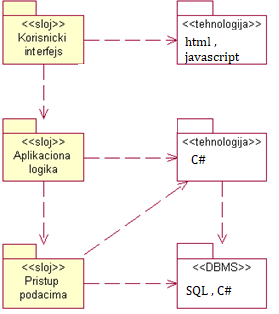 <<sloj>>
Korisnicki
interfejs
<<tehnologija>>
html ,
javascript
<<sloj>>
Aplikaciona
logika
<<tehnologija>>
C#
<<sloj>>
Pristup
podacima
<<DBMS>>
SQL , C#